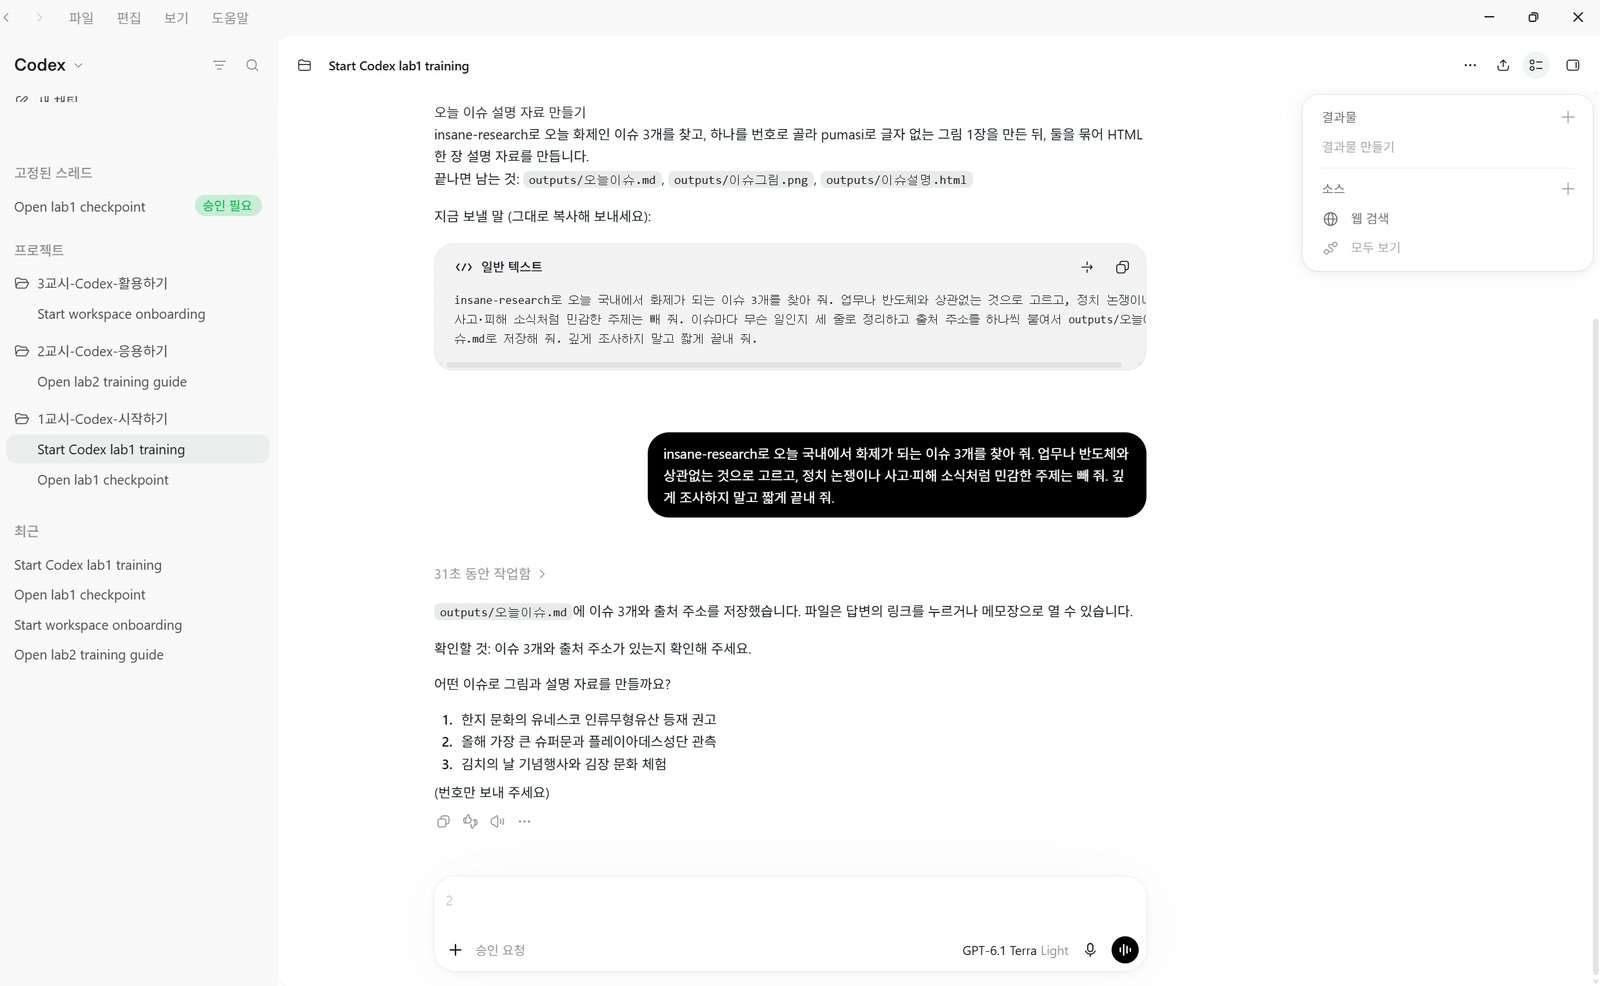 파일 편집 보기 도움말
Codex
새 채팅
고정된 스레드
Open lab1 checkpoint 승인 필요
프로젝트
3교시-Codex-활용하기
Start workspace onboarding
2교시-Codex-응용하기
Open lab2 training guide
1교시-Codex-시작하기
Start Codex lab1 training
Open lab1 checkpoint
최근
Start Codex lab1 training
Open lab1 checkpoint
Start workspace onboarding
Open lab2 training guide
Start Codex lab1 training
오늘 이슈 설명 자료 만들기
insane-research로 오늘 화제인 이슈 3개를 찾고, 하나를 번호로 골라 pumasi로 글자 없는 그림 1장을 만든 뒤, 둘을 묶어 HTML
한 장 설명 자료를 만듭니다.
끝나면 남는 것: outputs/오늘이슈.md, outputs/이슈그림.png, outputs/이슈설명.html
지금 보낼 말 (그대로 복사해 보내세요):
일반 텍스트
insane-research로 오늘 국내에서 화제가 되는 이슈 3개를 찾아 줘. 업무나 반도체와 상관없는 것으로 고르고, 정치 논쟁이
사고·피해 소식처럼 민감한 주제는 빼 줘. 이슈마다 무슨 일인지 세 줄로 정리하고 출처 주소를 하나씩 붙여서 outputs/오늘
슈.md로 저장해 줘. 깊게 조사하지 말고 짧게 끝내 줘.
insane-research로 오늘 국내에서 화제가 되는 이슈 3개를 찾아 줘. 업무나 반도체와
상관없는 것으로 고르고, 정치 논쟁이나 사고·피해 소식처럼 민감한 주제는 빼 줘. 깊
게 조사하지 말고 짧게 끝내 줘.
31초 동안 작업함
outputs/오늘이슈.md에 이슈 3개와 출처 주소를 저장했습니다. 파일은 답변의 링크를 누르거나 메모장으로 열 수 있습니다.
확인할 것: 이슈 3개와 출처 주소가 있는지 확인해 주세요.
어떤 이슈로 그림과 설명 자료를 만들까요?
1. 한지 문화의 유네스코 인류무형유산 등재 권고
2. 올해 가장 큰 슈퍼문과 플레이아데스성단 관측
3. 김치의 날 기념행사와 김장 문화 체험
(번호만 보내 주세요)
2
승인 요청 GPT-6.1 Terra Light
결과물
결과물 만들기
소스
웹 검색
모두 보기